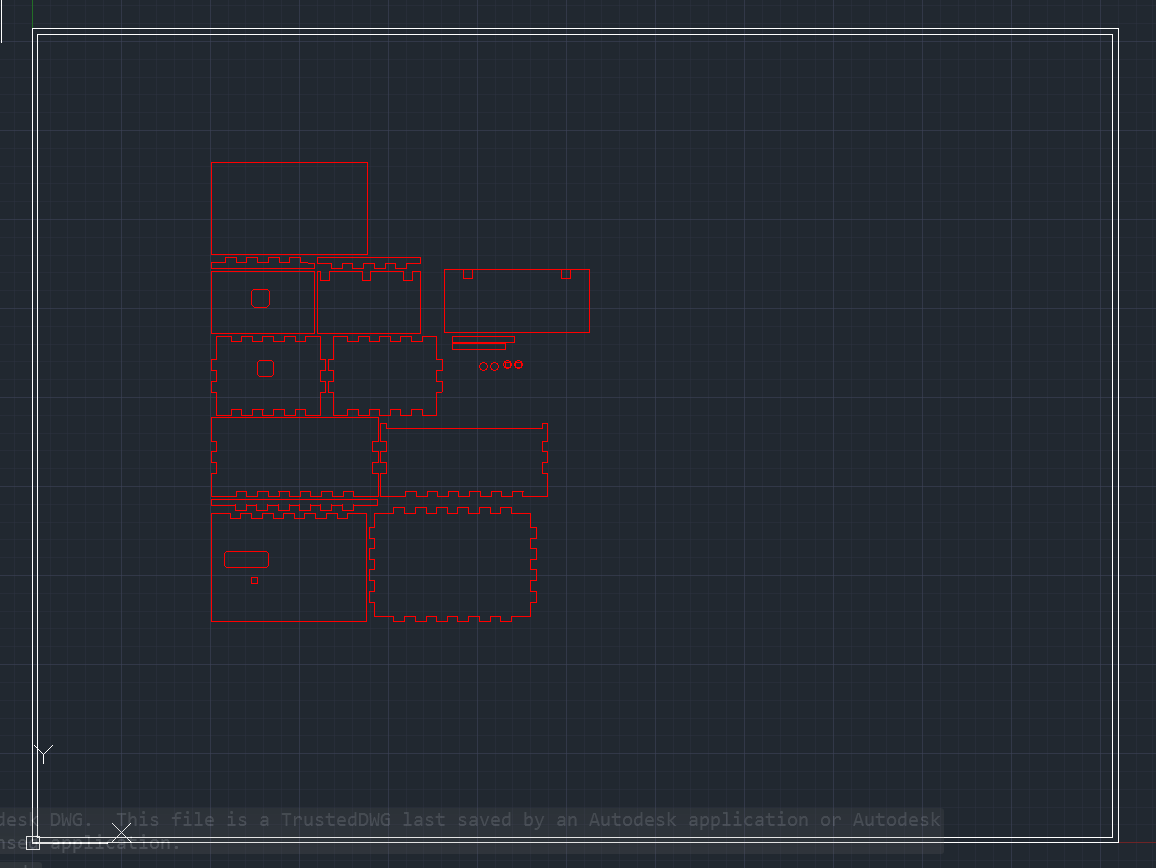 Y
desk DWG.  This file is a TrustedDWG last saved by an Autodesk application or Autodesk
nsed application.
X